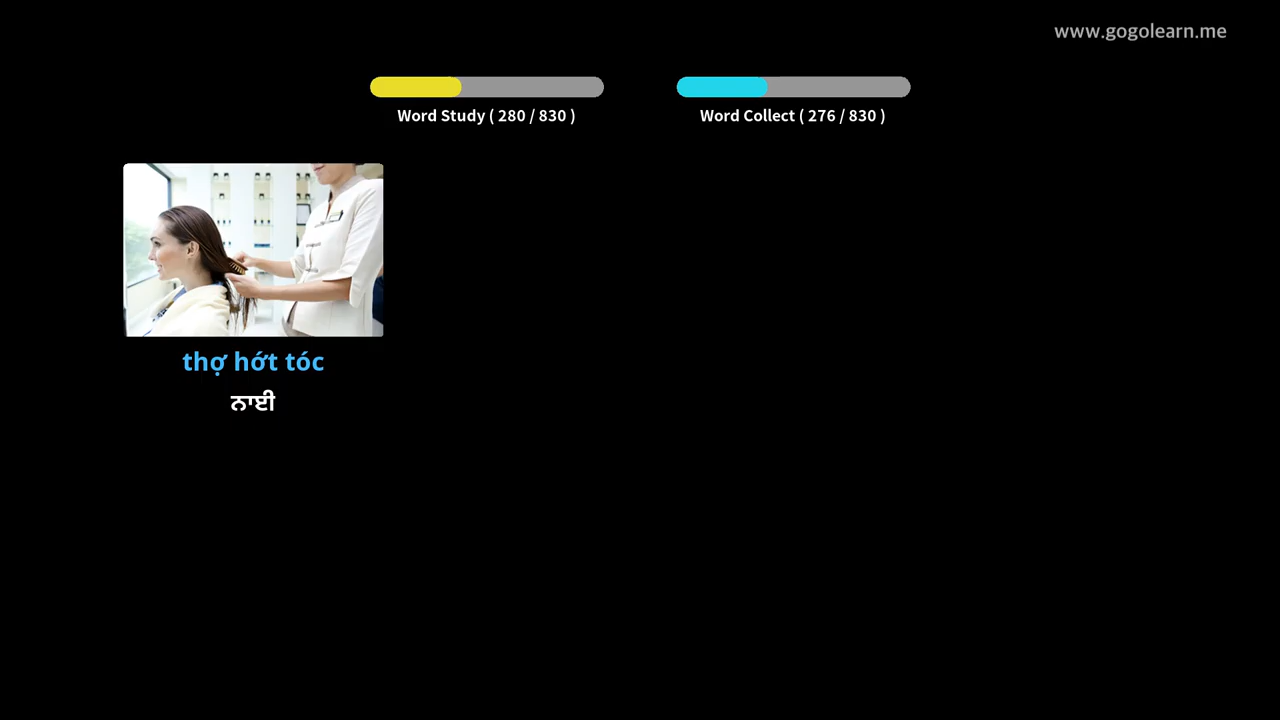 www.gogolearn.me
Word Study ( 280 / 830 )
Word Collect ( 276 / 830 )
thợ hớt tóc
ਨਾਈ